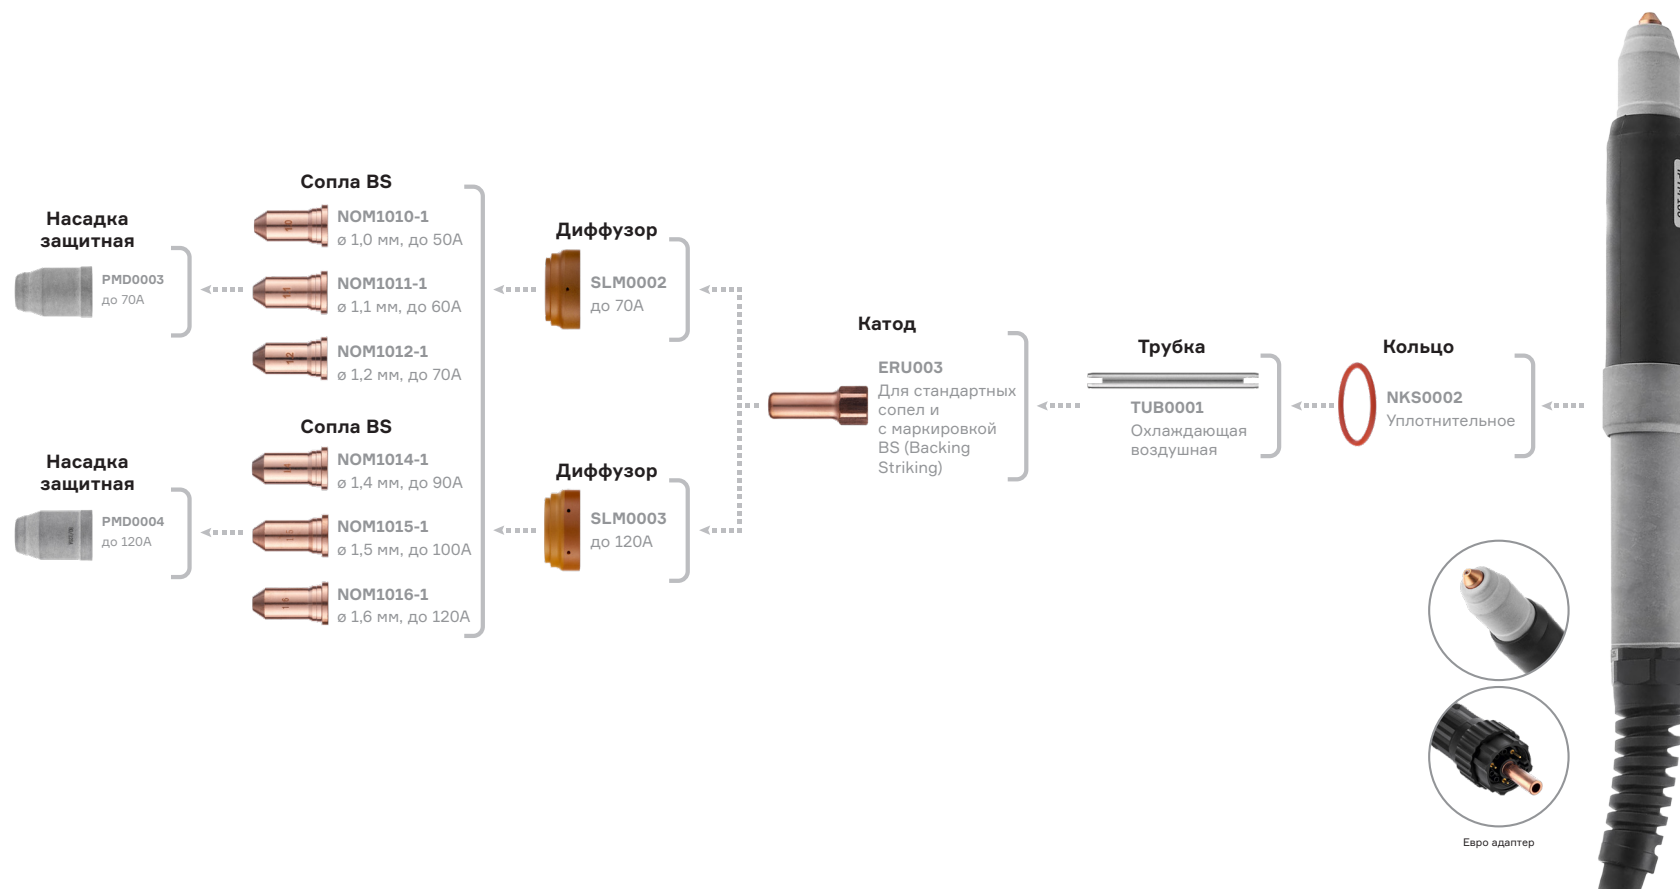 Насадка
защитная
PMD0003
до 70А
Сопла BS
NOM1010-1
ø 1,0 мм, до 50А
NOM1011-1
ø 1,1 мм, до 60А
NOM1012-1
ø 1,2 мм, до 70А
Диффузор
SLM0002
до 70А
Насадка
защитная
PMD0004
до 120А
Сопла BS
NOM1014-1
ø 1,4 мм, до 90А
NOM1015-1
ø 1,5 мм, до 100А
NOM1016-1
ø 1,6 мм, до 120А
Диффузор
SLM0003
до 120А
Катод
ERU003
Для стандартных
сопел и
с маркировкой
BS (Backing
Striking)
Трубка
TUB0001
Охлаждающая
воздушная
Кольцо
NKS0002
Уплотнительное
Евро адаптер